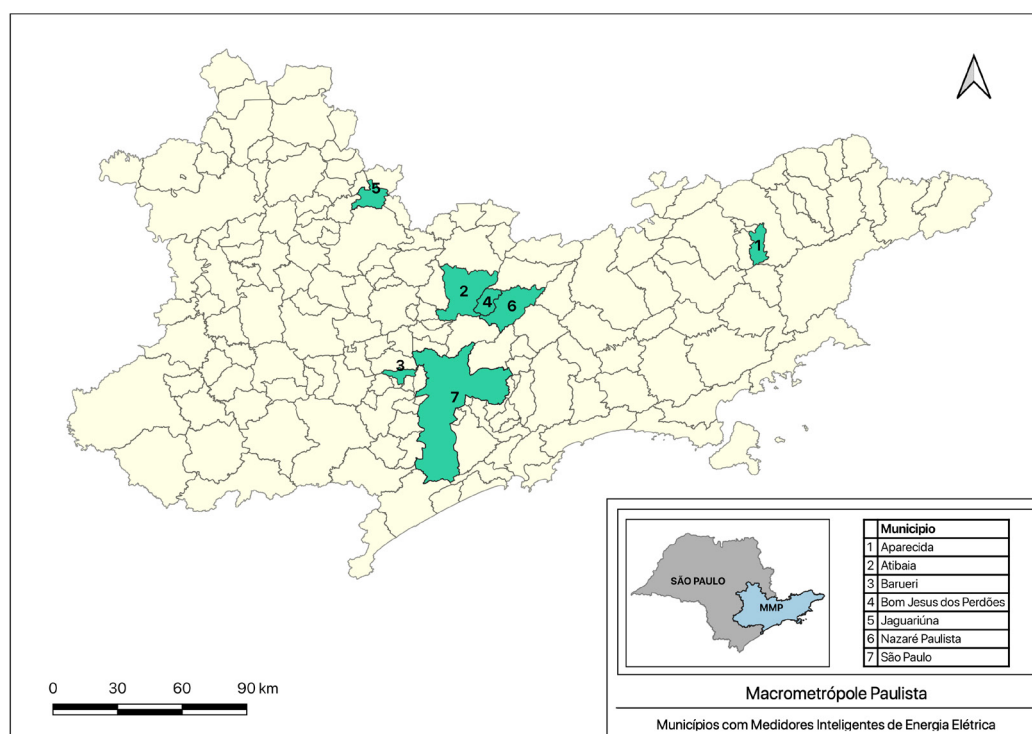 5
1
2
4
6
3
7
0 30 60 90 km
SÃO PAULO
MMP
Municipio
1 Aparecida
2 Atibaia
3 Barueri
4 Bom Jesus dos Perdões
5 Jaguariúna
6 Nazaré Paulista
7 São Paulo
Macrometrópole Paulista
Municípios com Medidores Inteligentes de Energia Elétrica